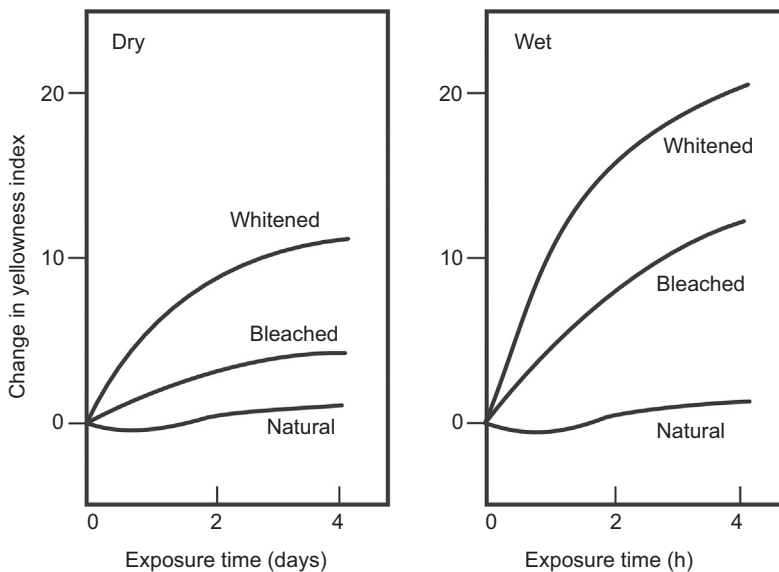 Dry
Change in yellowness index
20
10
0
Whitened
Bleached
Natural
0 2 4
Exposure time (days)
Wet
20
10
0
Whitened
Bleached
Natural
0 2 4
Exposure time (h)